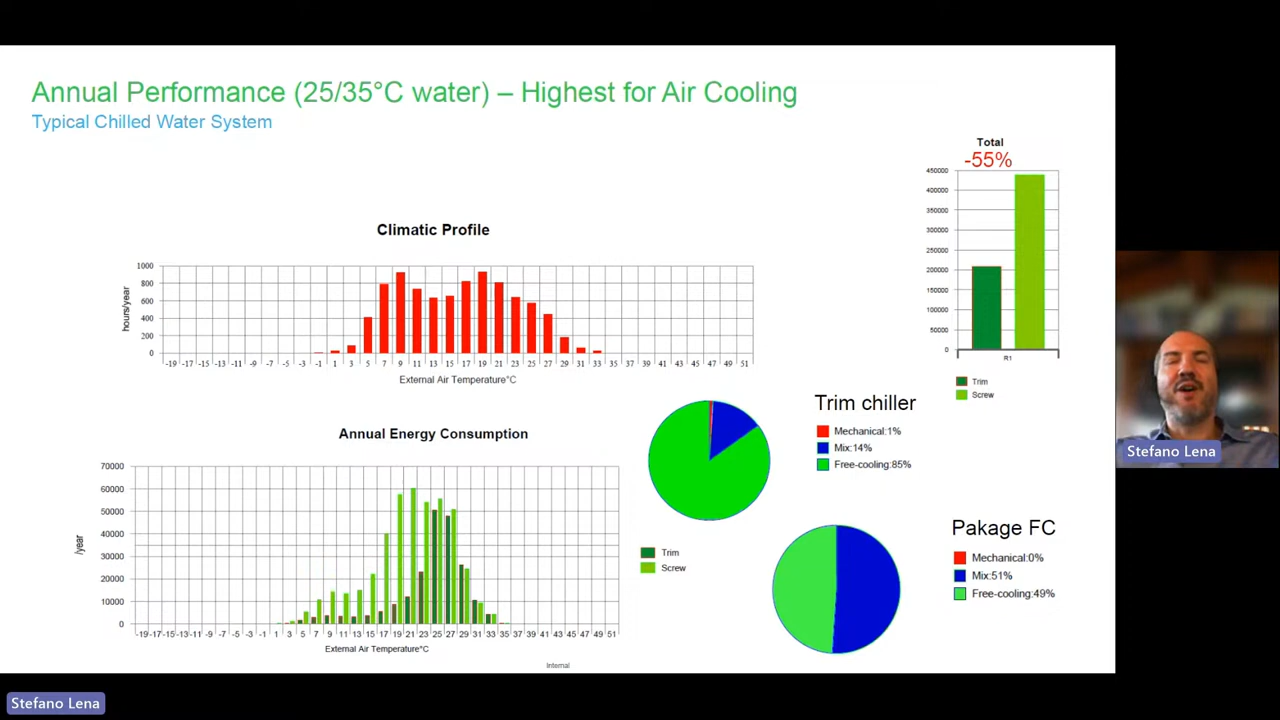 Annual Performance (25/35°C water) – Highest for Air Cooling
Typical Chilled Water System
Total
-55%
450000
400000
350000
300000
250000
200000
150000
100000
50000
0
R1
Trim
Screw
Climatic Profile
hours/year
1000
800
600
400
200
0
-19 -17 -15 -13 -11 -9 -7 -5 -3 -1 1 3 5 7 9 11 13 15 17 19 21 23 25 27 29 31 33 35 37 39 41 43 45 47 49 51
External Air Temperature°C
Trim chiller
Mechanical:1%
Mix:14%
Free-cooling:85%
Annual Energy Consumption
/year
70000
60000
50000
40000
30000
20000
10000
0
-19 -17 -15 -13 -11 -9 -7 -5 -3 -1 1 3 5 7 9 11 13 15 17 19 21 23 25 27 29 31 33 35 37 39 41 43 45 47 49 51
External Air Temperature°C
Trim
Screw
Pakage FC
Mechanical:0%
Mix:51%
Free-cooling:49%
Internal
Stefano Lena
Stefano Lena